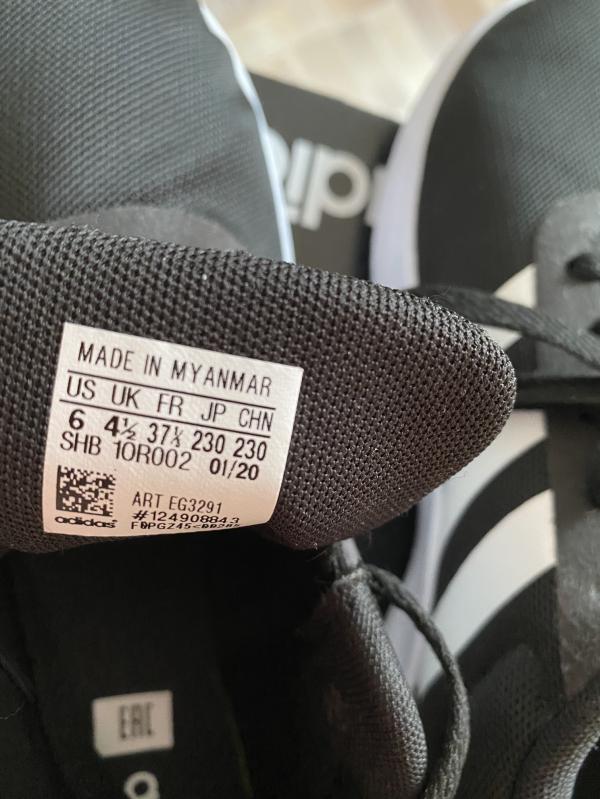 MADE IN MYANMAR
US UK FR JP CHN
6 4½ 37⅓ 230 230
SHB 10R002 01/20
ART EG3291
adidas #124908843
EAC